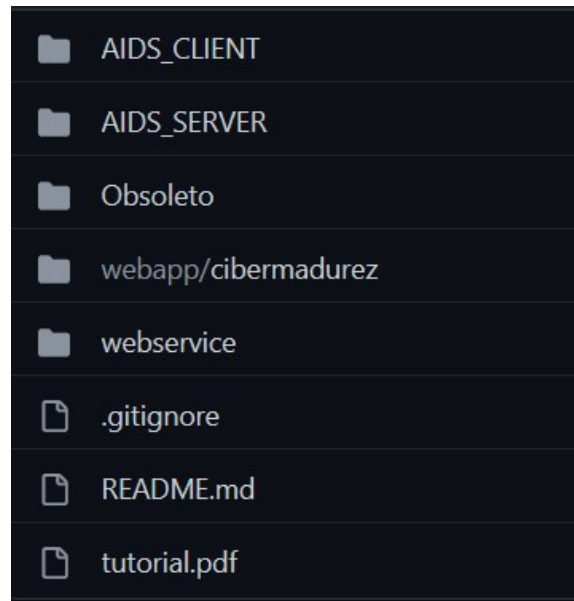 AIDS_CLIENT
AIDS_SERVER
Obsoleto
webapp/cibermadurez
webservice
.gitignore
README.md
tutorial.pdf